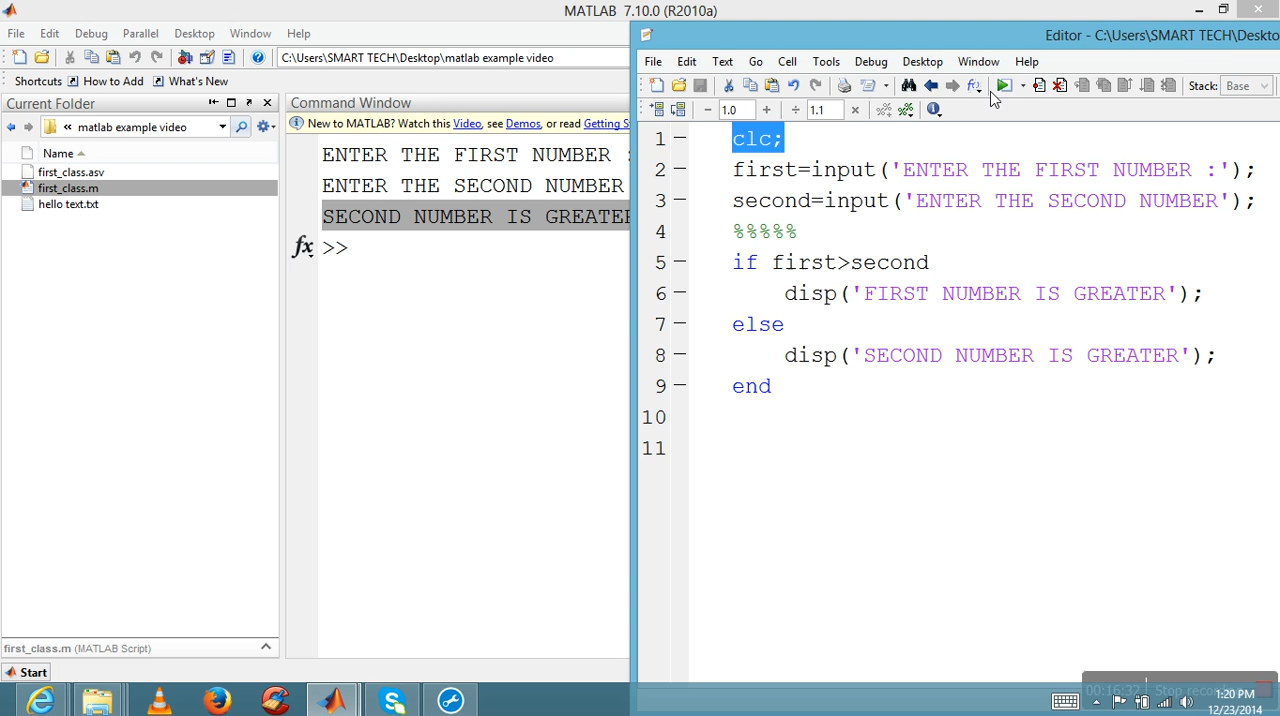 MATLAB 7.10.0 (R2010a)
File Edit Debug Parallel Desktop Window Help
C:\Users\SMART TECH\Desktop\matlab example video
Shortcuts How to Add What's New
Current Folder
« matlab example video
Name
first_class.asv
first_class.m
hello text.txt
first_class.m (MATLAB Script)
Start
Command Window
New to MATLAB? Watch this Video, see Demos, or read Getting S
ENTER THE FIRST NUMBER :
ENTER THE SECOND NUMBER
SECOND NUMBER IS GREATER
fx >>
Editor - C:\Users\SMART TECH\Deskto
File Edit Text Go Cell Tools Debug Desktop Window Help
Stack: Base
1.0 1.1
1 clc;
2 first=input('ENTER THE FIRST NUMBER :');
3 second=input('ENTER THE SECOND NUMBER');
4 %%%%%
5 if first>second
6 disp('FIRST NUMBER IS GREATER');
7 else
8 disp('SECOND NUMBER IS GREATER');
9 end
10
11
00:16:32 Stop recording
1:20 PM
12/23/2014